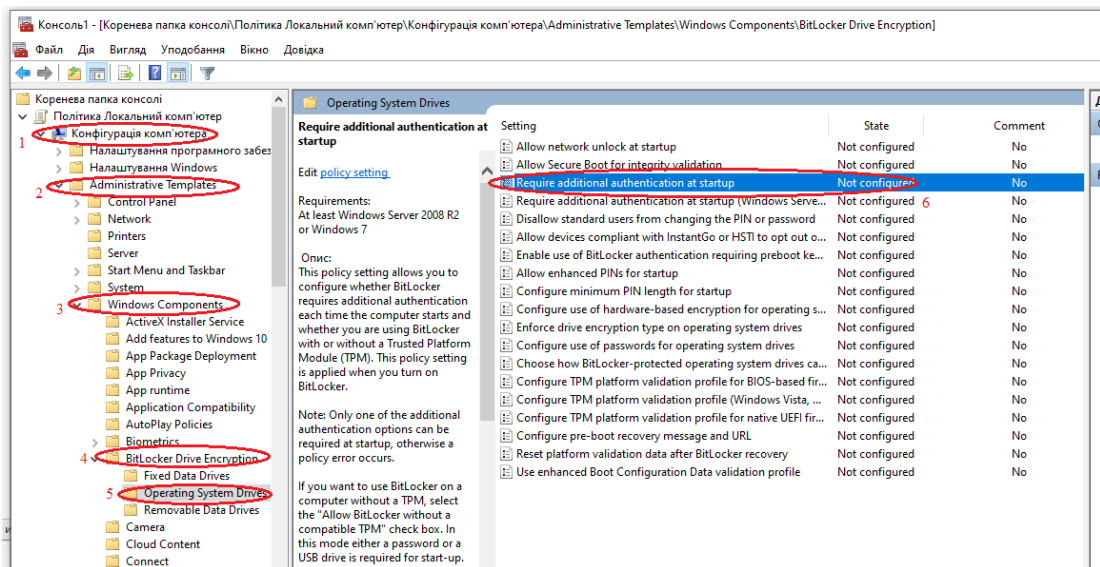 Консоль1 - [Коренева папка консолі\Політика Локальний комп’ютер\Конфігурація комп’ютера\Administrative Templates\Windows Components\BitLocker Drive Encryption]
Файл Дія Вигляд Уподобання Вікно Довідка
Коренева папка консолі
Політика Локальний комп’ютер
1 Конфігурація комп’ютера
Налаштування програмного забез
Налаштування Windows
2 Administrative Templates
Control Panel
Network
Printers
Server
Start Menu and Taskbar
System
3 Windows Components
ActiveX Installer Service
Add features to Windows 10
App Package Deployment
App Privacy
App runtime
Application Compatibility
AutoPlay Policies
Biometrics
4 BitLocker Drive Encryption
Fixed Data Drives
5 Operating System Drives
Removable Data Drives
Camera
Cloud Content
Connect
Operating System Drives
Require additional authentication at
startup
Edit policy setting
Requirements:
At least Windows Server 2008 R2
or Windows 7
Опис:
This policy setting allows you to
configure whether BitLocker
requires additional authentication
each time the computer starts and
whether you are using BitLocker
with or without a Trusted Platform
Module (TPM). This policy setting
is applied when you turn on
BitLocker.
Note: Only one of the additional
authentication options can be
required at startup, otherwise a
policy error occurs.
If you want to use BitLocker on a
computer without a TPM, select
the "Allow BitLocker without a
compatible TPM" check box. In
this mode either a password or a
USB drive is required for start-up.
Setting State Comment
Allow network unlock at startup Not configured No
Allow Secure Boot for integrity validation Not configured No
Require additional authentication at startup Not configured No
Require additional authentication at startup (Windows Serve... Not configured 6 No
Disallow standard users from changing the PIN or password Not configured No
Allow devices compliant with InstantGo or HSTI to opt out o... Not configured No
Enable use of BitLocker authentication requiring preboot ke... Not configured No
Allow enhanced PINs for startup Not configured No
Configure minimum PIN length for startup Not configured No
Configure use of hardware-based encryption for operating s... Not configured No
Enforce drive encryption type on operating system drives Not configured No
Configure use of passwords for operating system drives Not configured No
Choose how BitLocker-protected operating system drives ca... Not configured No
Configure TPM platform validation profile for BIOS-based fir... Not configured No
Configure TPM platform validation profile (Windows Vista, ... Not configured No
Configure TPM platform validation profile for native UEFI fir... Not configured No
Configure pre-boot recovery message and URL Not configured No
Reset platform validation data after BitLocker recovery Not configured No
Use enhanced Boot Configuration Data validation profile Not configured No